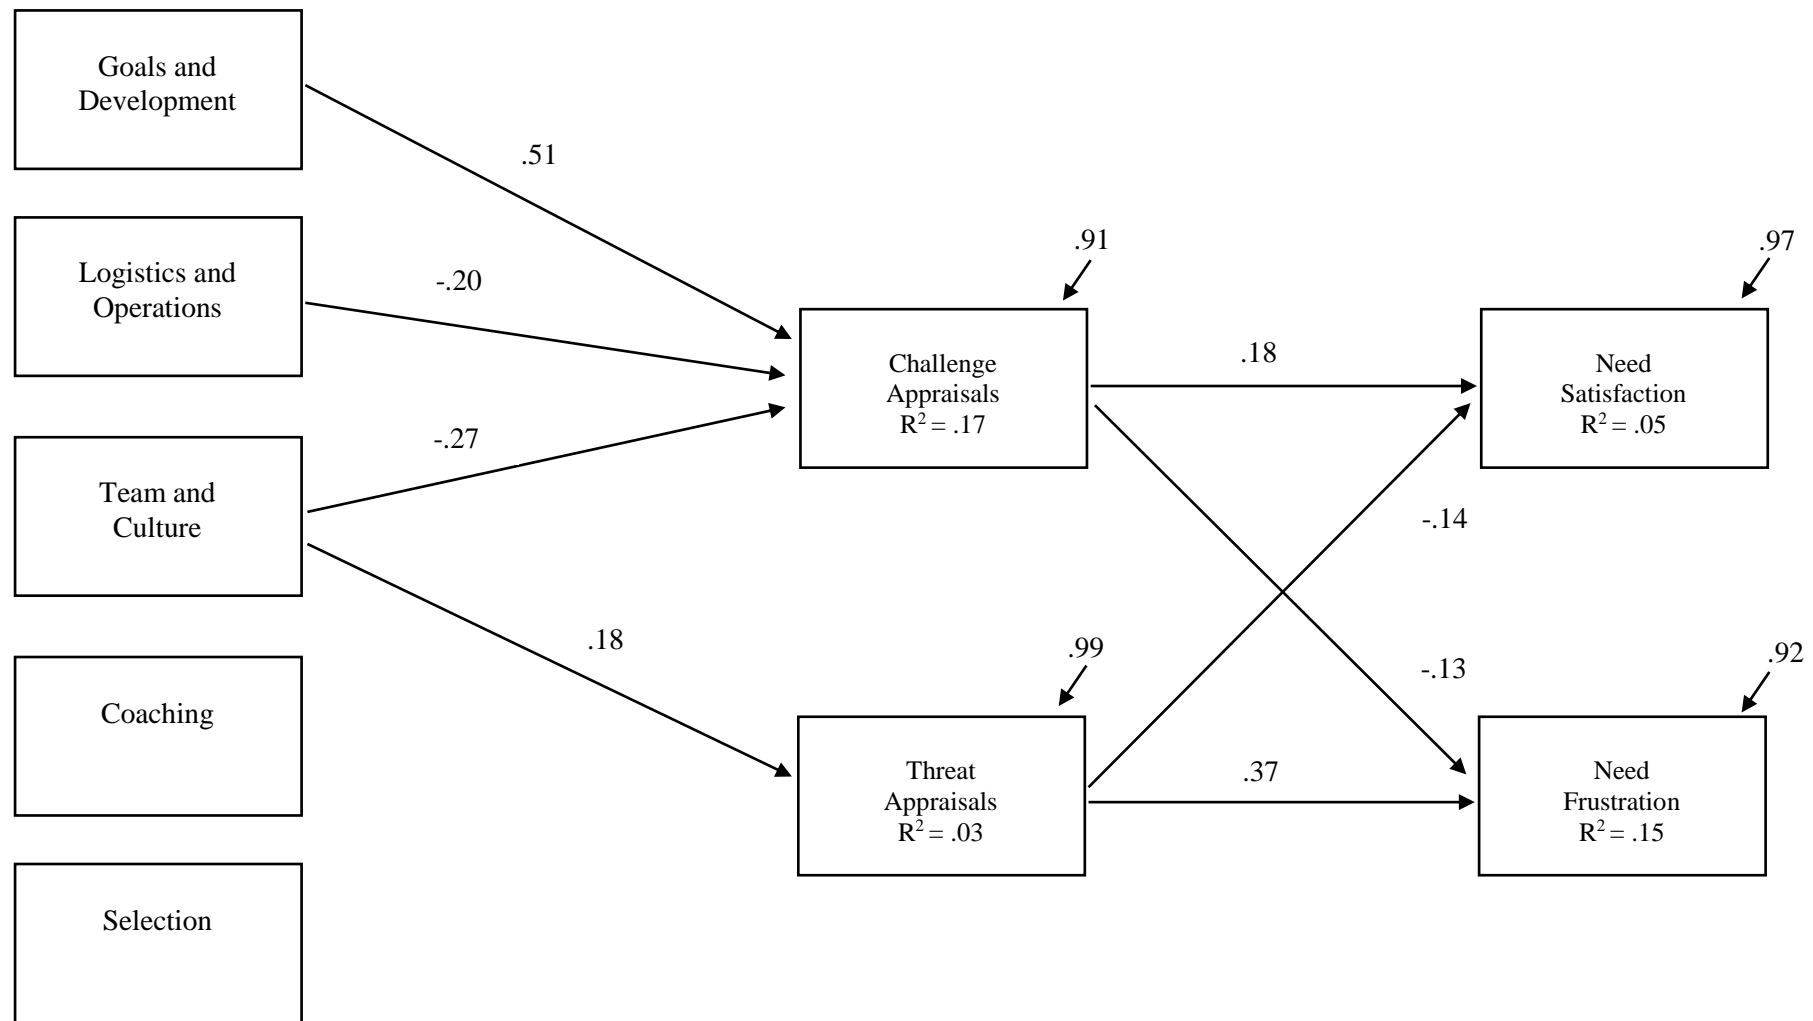 Goals and
Development
.51
Logistics and
Operations
-.20
.91
.97
Challenge
Appraisals
R² = .17
.18
Need
Satisfaction
R² = .05
-.27
Team and
Culture
-.14
.18
.99
-.13
.92
Coaching
Threat
Appraisals
R² = .03
.37
Need
Frustration
R² = .15
Selection